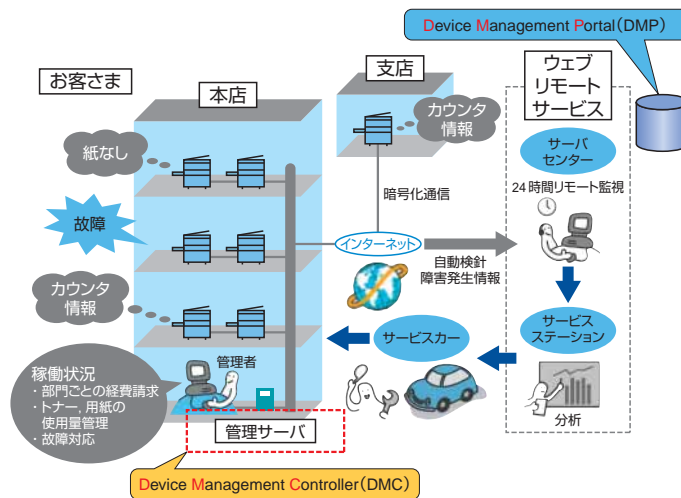 Device Management Portal(DMP)
お客さま
本店
支店
ウェブ
リモート
サービス
カウンタ
情報
紙なし
サーバ
センター
暗号化通信
24時間リモート監視
故障
インターネット
自動検針
障害発生情報
カウンタ
情報
サービスカー
サービス
ステーション
管理者
稼働状況
・部門ごとの経費請求
・トナー，用紙の
使用量管理
・故障対応
分析
管理サーバ
Device Management Controller(DMC)